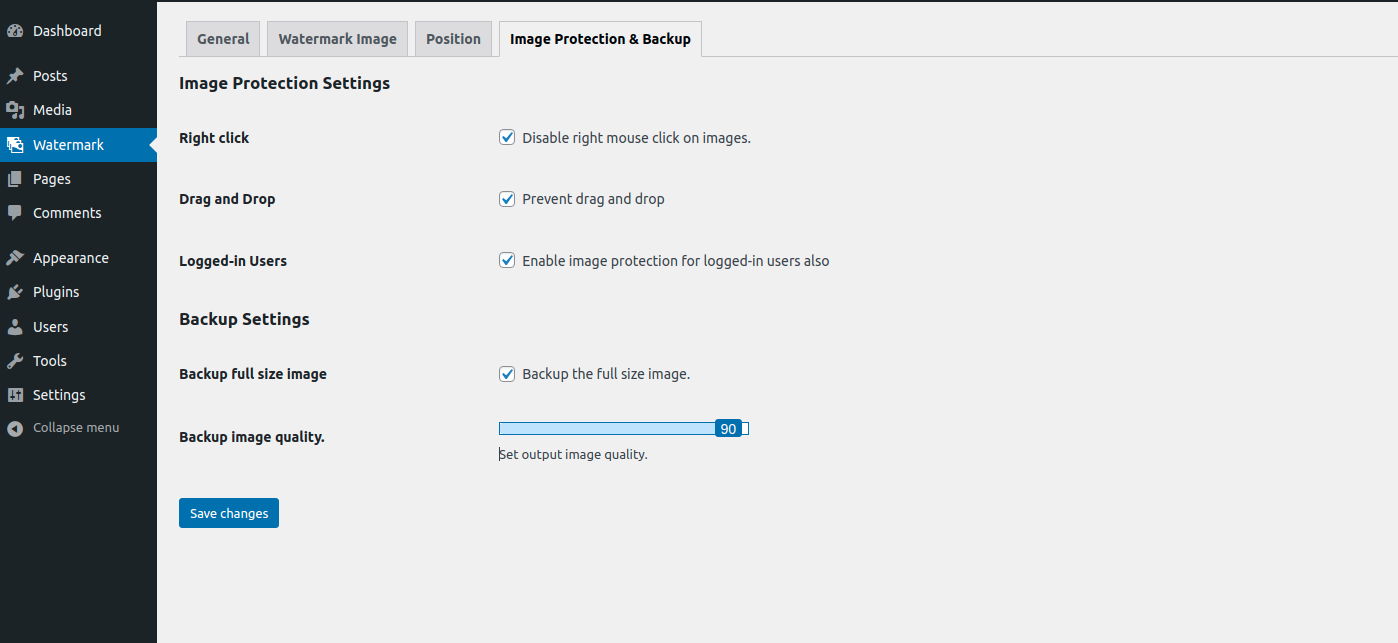 Dashboard
Posts
Media
Watermark
Pages
Comments
Appearance
Plugins
Users
Tools
Settings
Collapse menu
General
Watermark Image
Position
Image Protection & Backup
Image Protection Settings
Right click
Disable right mouse click on images.
Drag and Drop
Prevent drag and drop
Logged-in Users
Enable image protection for logged-in users also
Backup Settings
Backup full size image
Backup the full size image.
Backup image quality.
90
Set output image quality.
Save changes